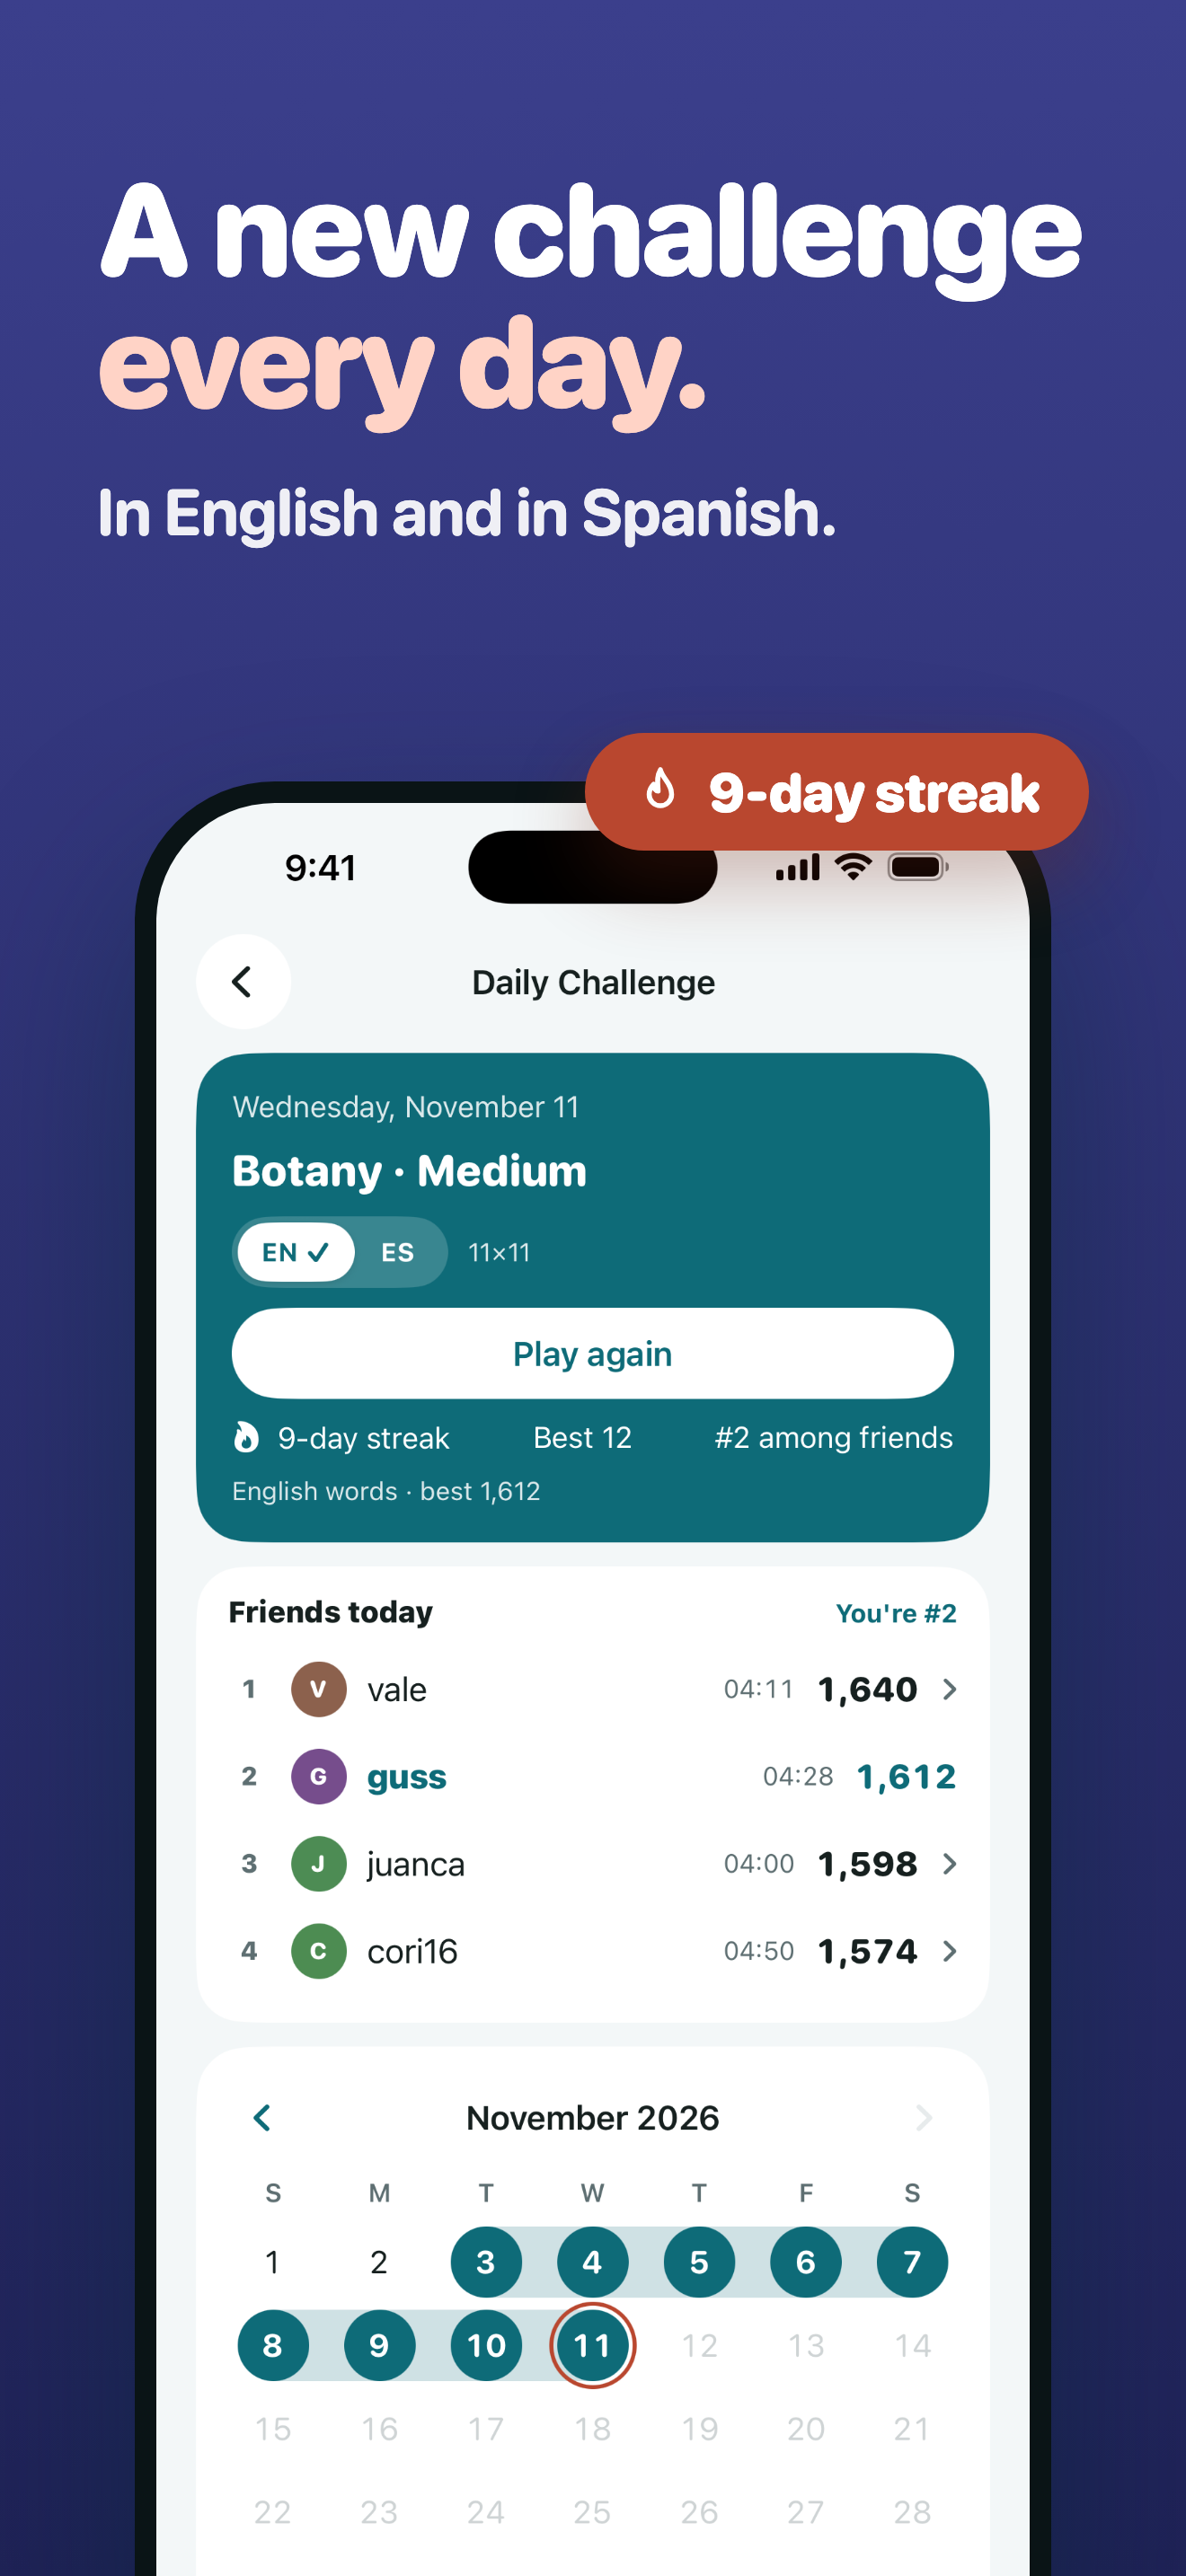 A new challenge
every day.
In English and in Spanish.
9-day streak
9:41
Daily Challenge
Wednesday, November 11
Botany · Medium
EN ES 11×11
Play again
9-day streak Best 12 #2 among friends
English words · best 1,612
Friends today You're #2
1 V vale 04:11 1,640
2 G guss 04:28 1,612
3 J juanca 04:00 1,598
4 C cori16 04:50 1,574
November 2026
S M T W T F S
1 2 3 4 5 6 7
8 9 10 11 12 13 14
15 16 17 18 19 20 21
22 23 24 25 26 27 28